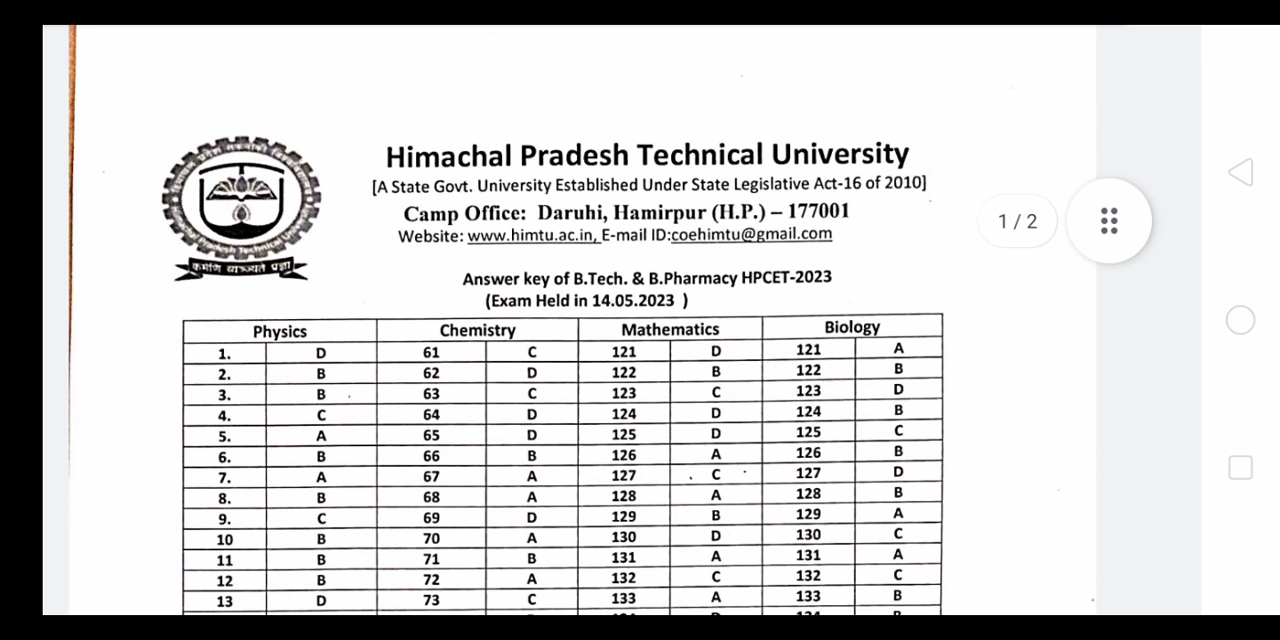 Himachal Pradesh Technical University
[A State Govt. University Established Under State Legislative Act-16 of 2010]
Camp Office: Daruhi, Hamirpur (H.P.) – 177001
Website: www.himtu.ac.in, E-mail ID:coehimtu@gmail.com
1 / 2
Answer key of B.Tech. & B.Pharmacy HPCET-2023
(Exam Held in 14.05.2023 )
Physics Chemistry Mathematics Biology
1. D 61 C 121 D 121 A
2. B 62 D 122 B 122 B
3. B 63 C 123 C 123 D
4. C 64 D 124 D 124 B
5. A 65 D 125 D 125 C
6. B 66 B 126 A 126 B
7. A 67 A 127 C 127 D
8. B 68 A 128 A 128 B
9. C 69 D 129 B 129 A
10 B 70 A 130 D 130 C
11 B 71 B 131 A 131 A
12 B 72 A 132 C 132 C
13 D 73 C 133 A 133 B